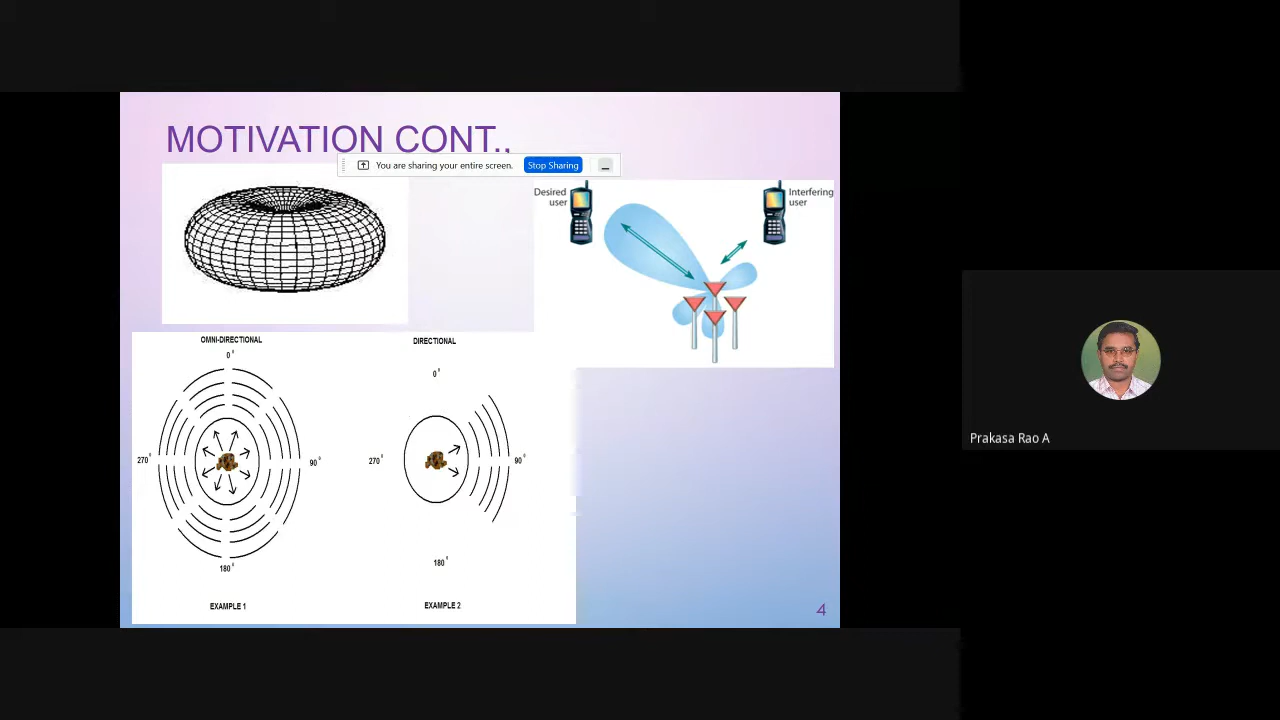 MOTIVATION CONT.,
You are sharing your entire screen.
Stop Sharing
Desired
user
Interfering
user
OMNI-DIRECTIONAL
0°
270°
90°
180°
EXAMPLE 1
DIRECTIONAL
0°
270°
90°
180°
EXAMPLE 2
4
Prakasa Rao A